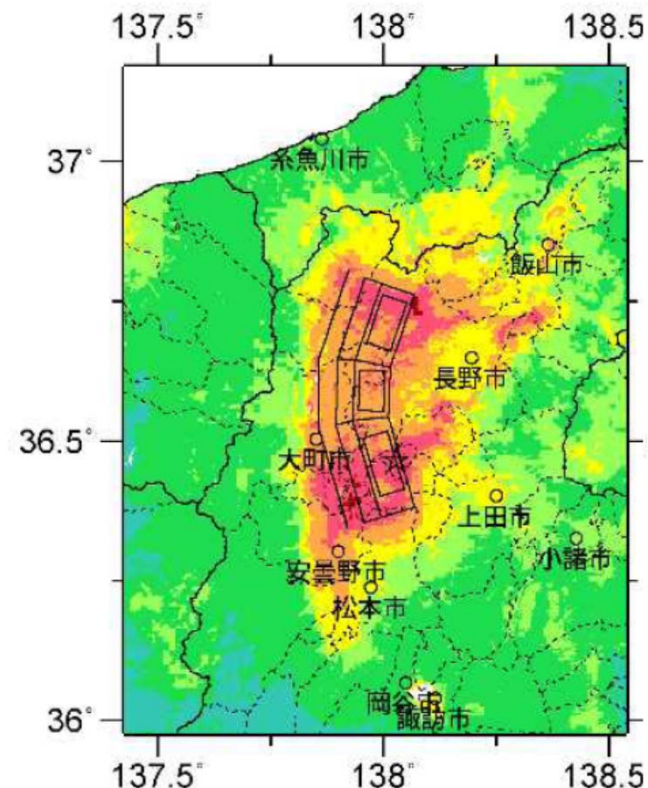 137.5° 138° 138.5
37°
糸魚川市
飯山市
長野市
36.5°
大町市
上田市
小諸市
安曇野市
松本市
岡谷市
諏訪市
36°
137.5° 138° 138.5